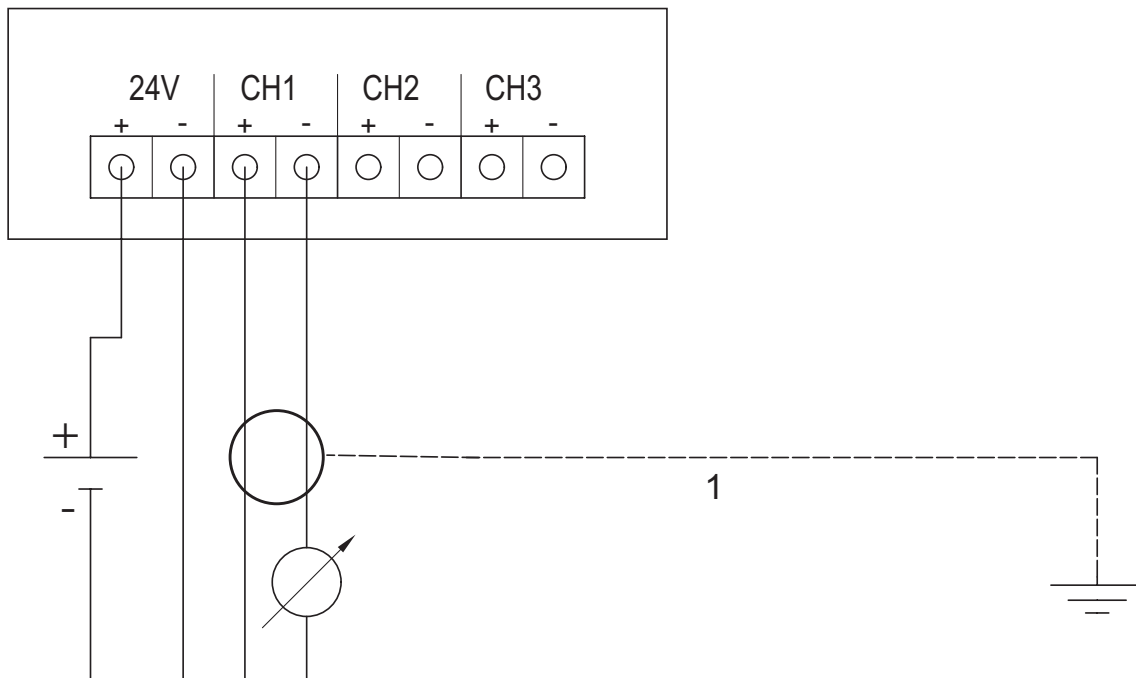 24V CH1 CH2 CH3
+ - + - + - + -
+
-
1